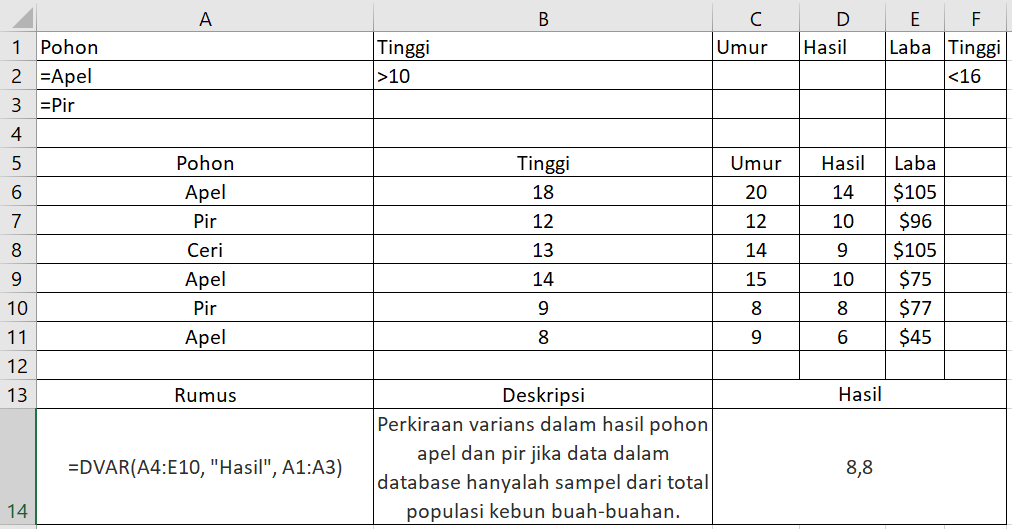 A B C D E F
1 Pohon Tinggi Umur Hasil Laba Tinggi
2 =Apel >10 <16
3 =Pir
4
5 Pohon Tinggi Umur Hasil Laba
6 Apel 18 20 14 $105
7 Pir 12 12 10 $96
8 Ceri 13 14 9 $105
9 Apel 14 15 10 $75
10 Pir 9 8 8 $77
11 Apel 8 9 6 $45
12
13 Rumus Deskripsi Hasil
14 =DVAR(A4:E10, "Hasil", A1:A3)
Perkiraan varians dalam hasil pohon
apel dan pir jika data dalam
database hanyalah sampel dari total
populasi kebun buah-buahan.
8,8